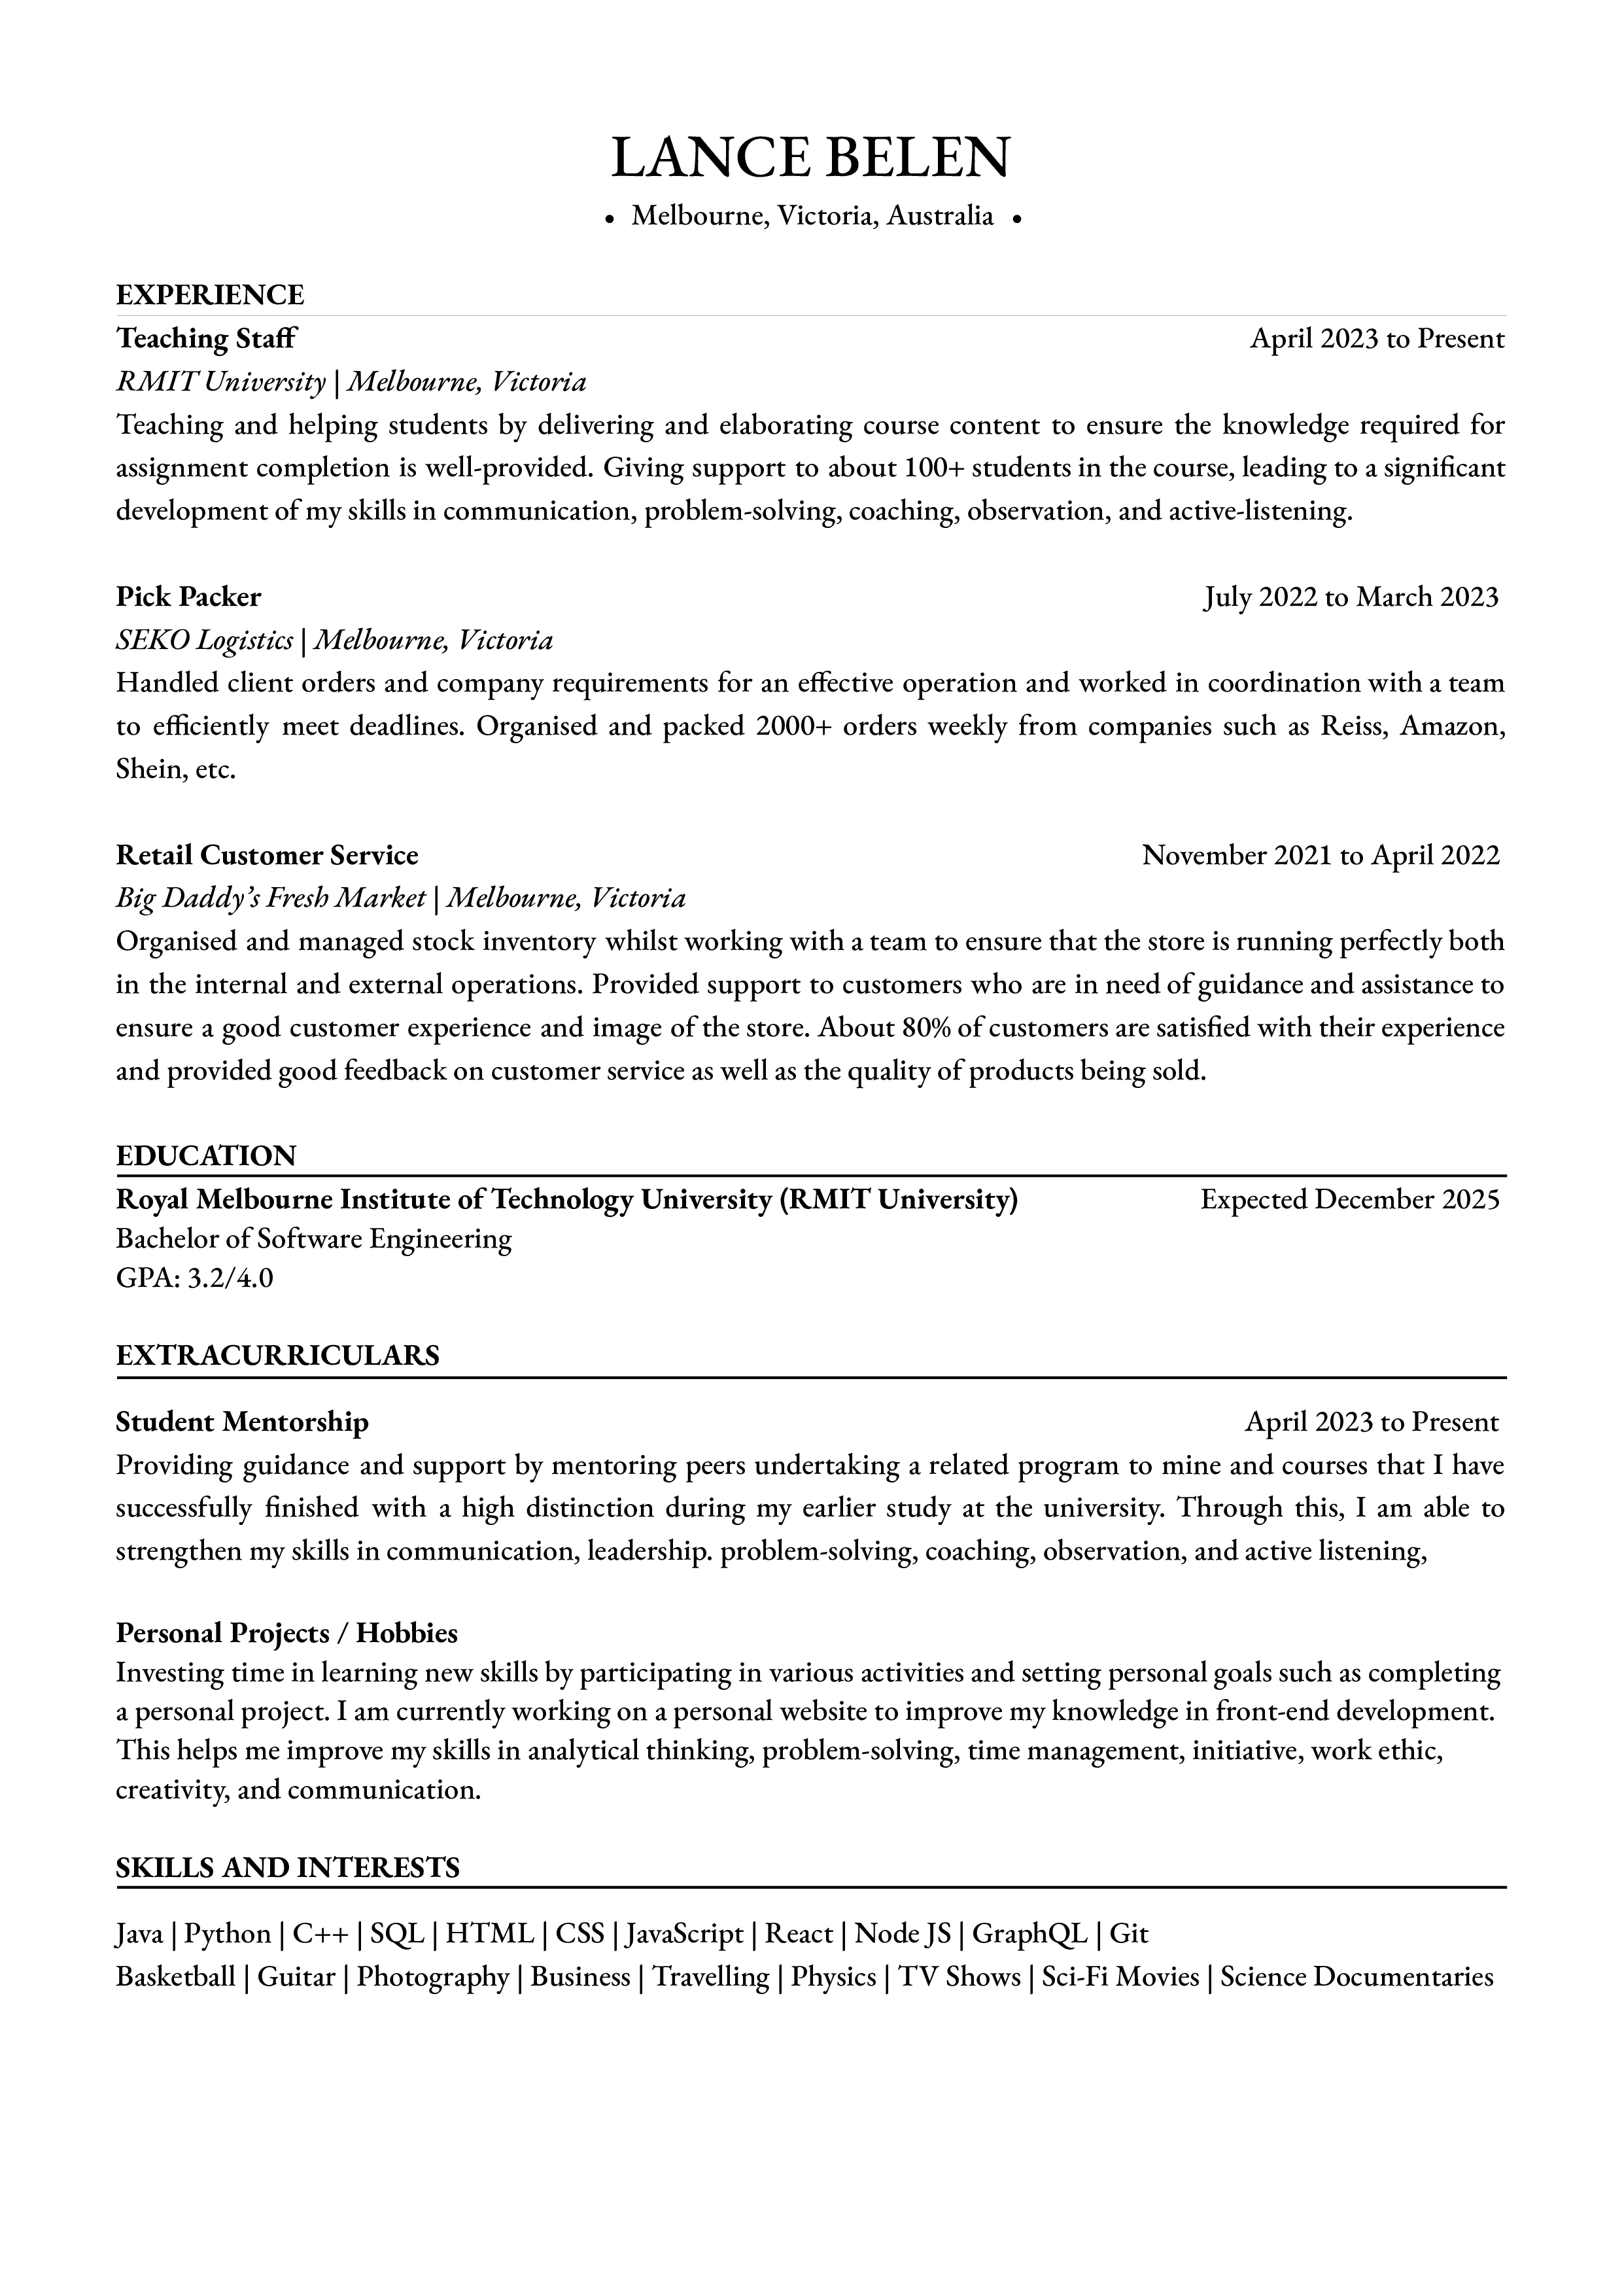 LANCE BELEN
• Melbourne, Victoria, Australia •
EXPERIENCE
Teaching Staff April 2023 to Present
RMIT University | Melbourne, Victoria
Teaching and helping students by delivering and elaborating course content to ensure the knowledge required for
assignment completion is well-provided. Giving support to about 100+ students in the course, leading to a significant
development of my skills in communication, problem-solving, coaching, observation, and active-listening.
Pick Packer July 2022 to March 2023
SEKO Logistics | Melbourne, Victoria
Handled client orders and company requirements for an effective operation and worked in coordination with a team
to efficiently meet deadlines. Organised and packed 2000+ orders weekly from companies such as Reiss, Amazon,
Shein, etc.
Retail Customer Service November 2021 to April 2022
Big Daddy’s Fresh Market | Melbourne, Victoria
Organised and managed stock inventory whilst working with a team to ensure that the store is running perfectly both
in the internal and external operations. Provided support to customers who are in need of guidance and assistance to
ensure a good customer experience and image of the store. About 80% of customers are satisfied with their experience
and provided good feedback on customer service as well as the quality of products being sold.
EDUCATION
Royal Melbourne Institute of Technology University (RMIT University) Expected December 2025
Bachelor of Software Engineering
GPA: 3.2/4.0
EXTRACURRICULARS
Student Mentorship April 2023 to Present
Providing guidance and support by mentoring peers undertaking a related program to mine and courses that I have
successfully finished with a high distinction during my earlier study at the university. Through this, I am able to
strengthen my skills in communication, leadership. problem-solving, coaching, observation, and active listening,
Personal Projects / Hobbies
Investing time in learning new skills by participating in various activities and setting personal goals such as completing
a personal project. I am currently working on a personal website to improve my knowledge in front-end development.
This helps me improve my skills in analytical thinking, problem-solving, time management, initiative, work ethic,
creativity, and communication.
SKILLS AND INTERESTS
Java | Python | C++ | SQL | HTML | CSS | JavaScript | React | Node JS | GraphQL | Git
Basketball | Guitar | Photography | Business | Travelling | Physics | TV Shows | Sci-Fi Movies | Science Documentaries